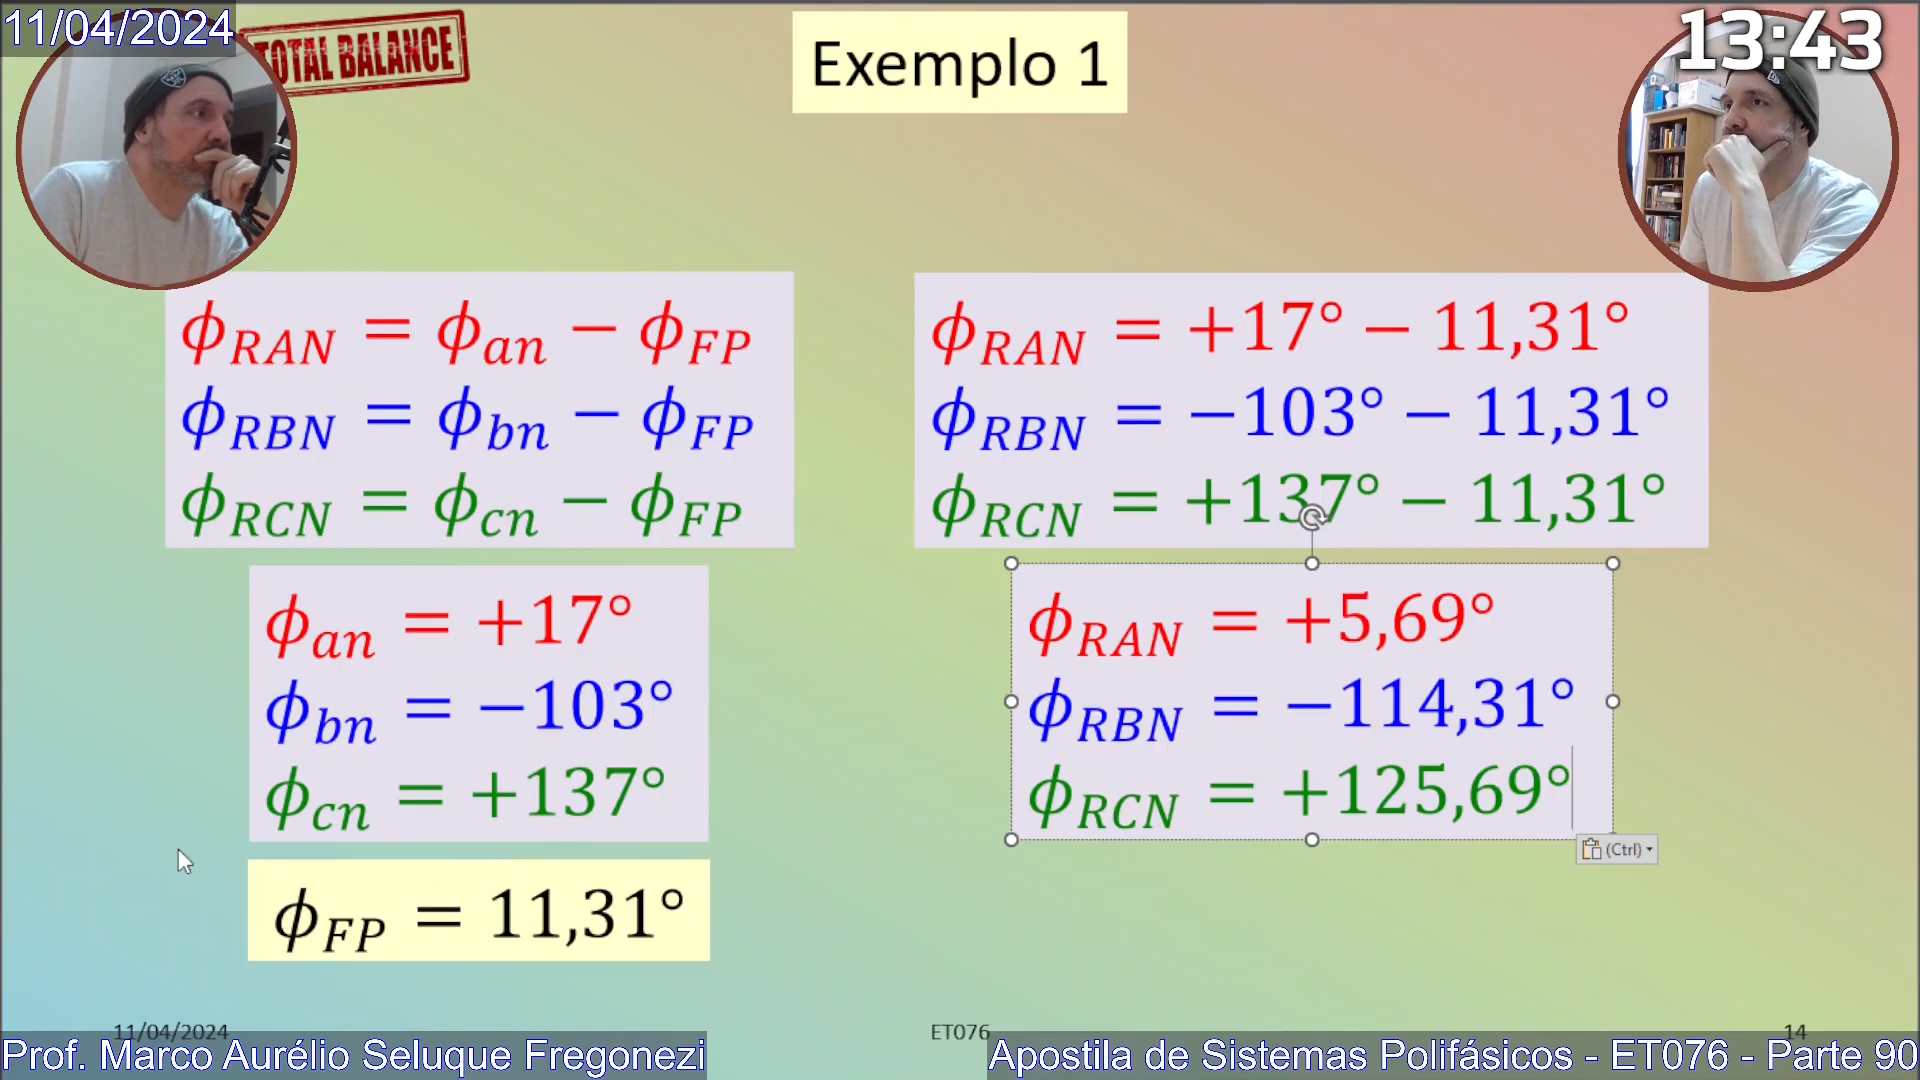 11/04/2024
TOTAL BALANCE
Exemplo 1
13:43
ϕRAN = ϕan − ϕFP
ϕRBN = ϕbn − ϕFP
ϕRCN = ϕcn − ϕFP
ϕRAN = +17° − 11,31°
ϕRBN = −103° − 11,31°
ϕRCN = +137° − 11,31°
ϕan = +17°
ϕbn = −103°
ϕcn = +137°
ϕRAN = +5,69°
ϕRBN = −114,31°
ϕRCN = +125,69°
(Ctrl)
ϕFP = 11,31°
11/04/2024
ET076
14
Prof. Marco Aurélio Seluque Fregonezi
Apostila de Sistemas Polifásicos - ET076 - Parte 90